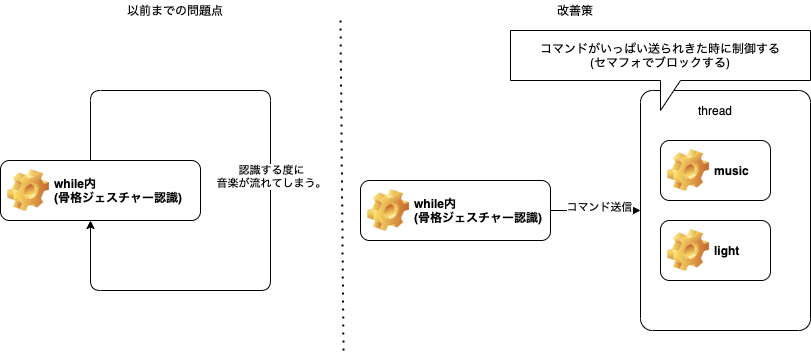 以前までの問題点
while内
(骨格ジェスチャー認識)
認識する度に
音楽が流れてしまう。
改善策
コマンドがいっぱい送られきた時に制御する
(セマフォでブロックする)
thread
music
light
while内
(骨格ジェスチャー認識)
コマンド送信